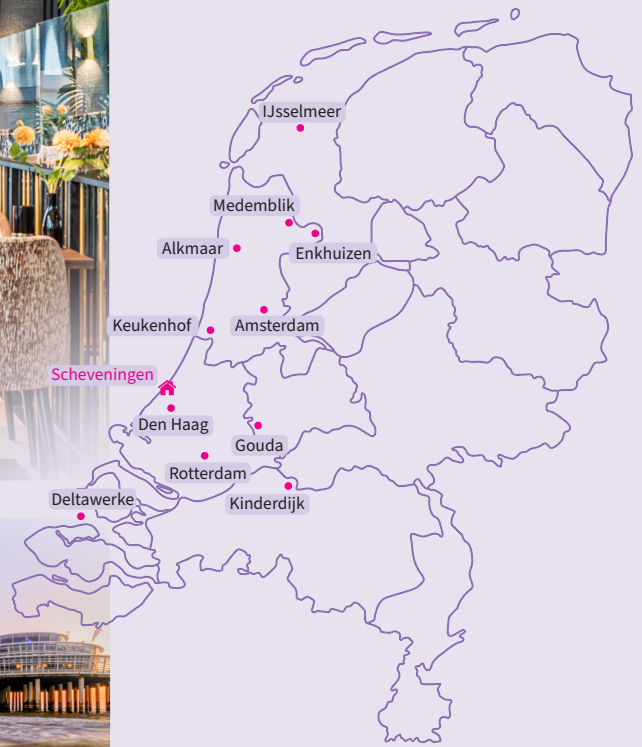 IJsselmeer
Medemblik
Alkmaar
Enkhuizen
Keukenhof
Amsterdam
Scheveningen
Den Haag
Gouda
Rotterdam
Deltawerke
Kinderdijk